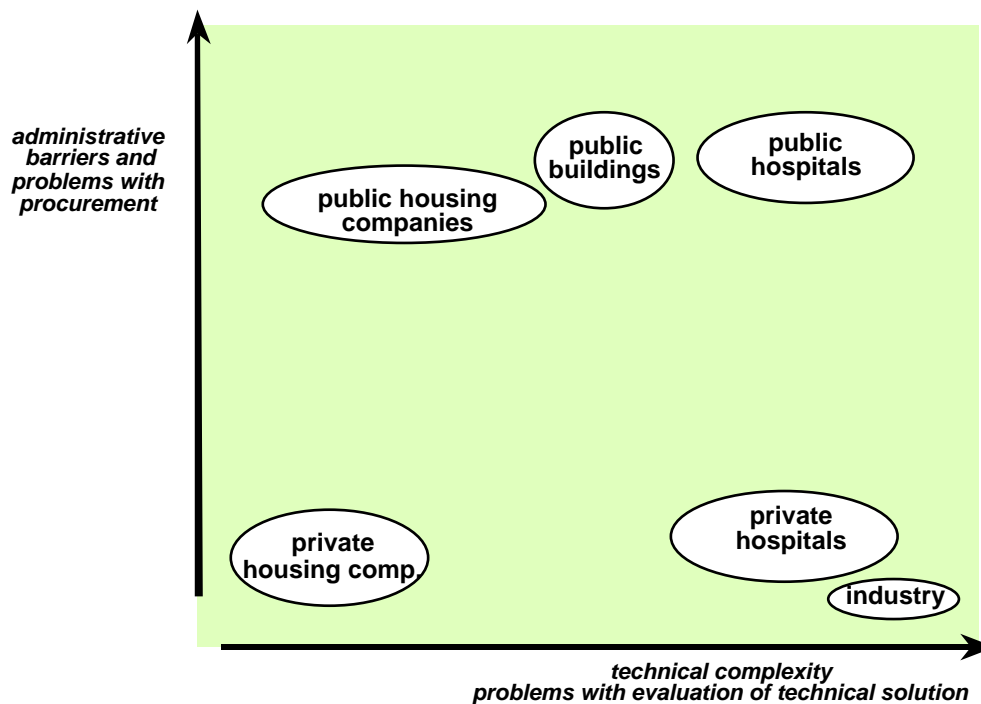 administrative
barriers and
problems with
procurement
public
buildings
public
hospitals
public housing
companies
private
housing comp.
private
hospitals
industry
technical complexity
problems with evaluation of technical solution